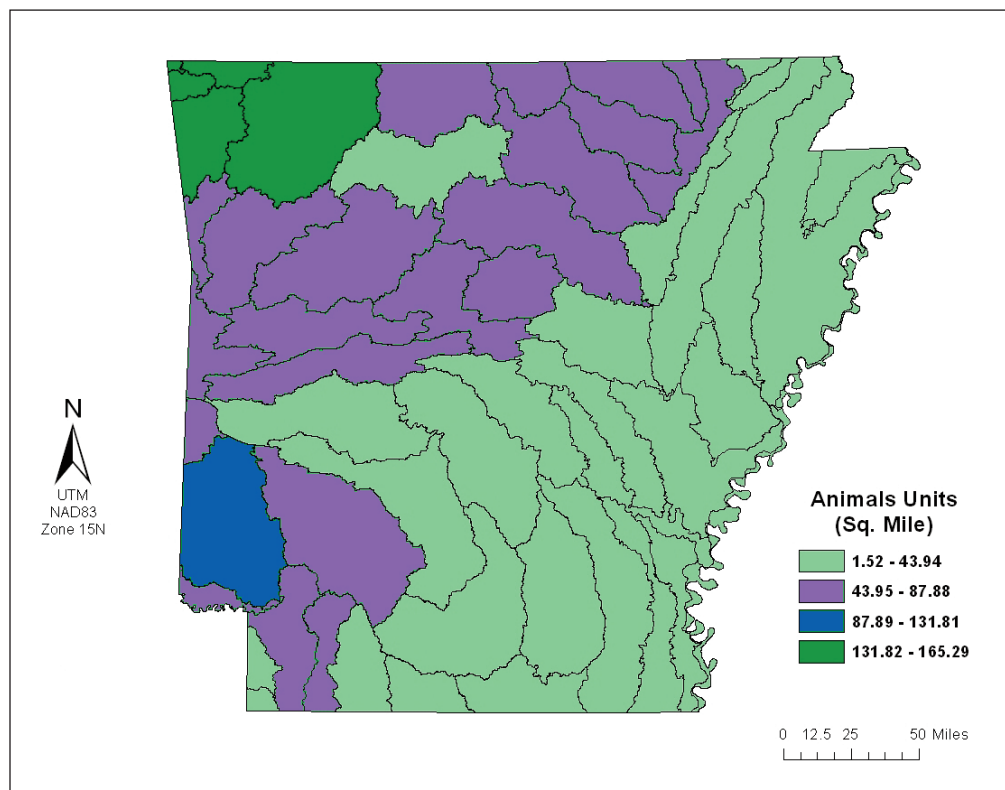 N
UTM
NAD83
Zone 15N
Animals Units
(Sq. Mile)
1.52 - 43.94
43.95 - 87.88
87.89 - 131.81
131.82 - 165.29
0 12.5 25 50 Miles